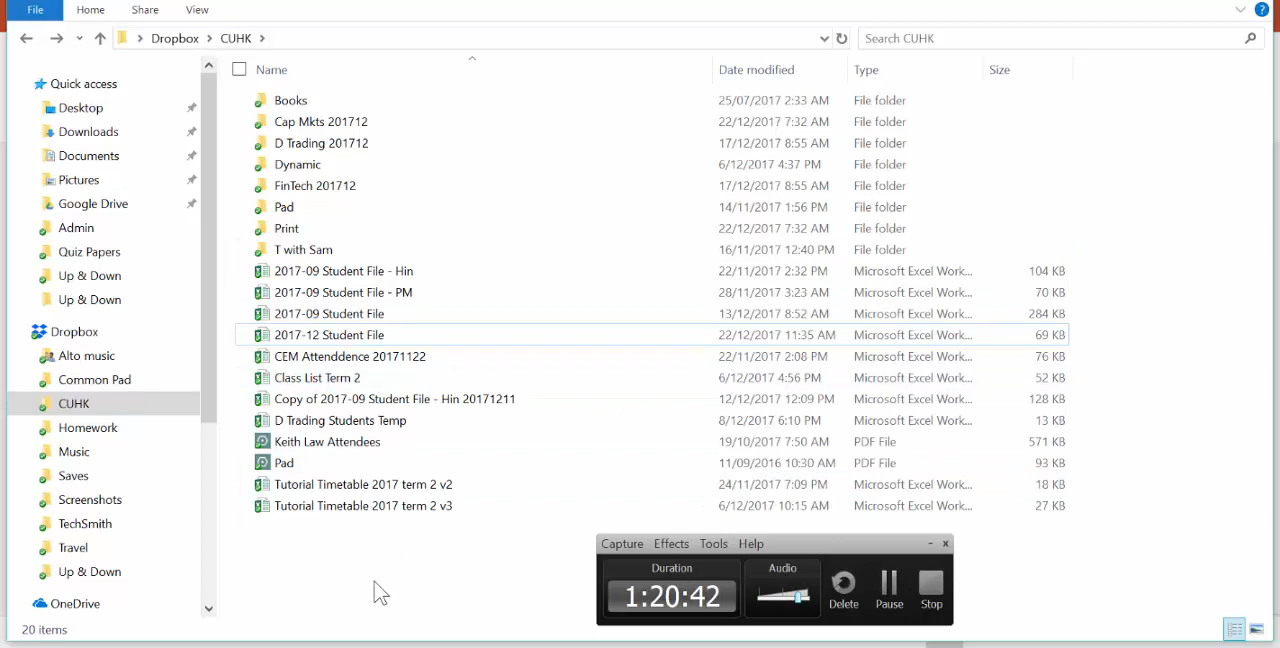 File Home Share View
Dropbox CUHK Search CUHK
Name Date modified Type Size
Quick access
Desktop
Downloads
Documents
Pictures
Google Drive
Admin
Quiz Papers
Up & Down
Up & Down
Dropbox
Alto music
Common Pad
CUHK
Homework
Music
Saves
Screenshots
TechSmith
Travel
Up & Down
OneDrive
Books 25/07/2017 2:33 AM File folder
Cap Mkts 201712 22/12/2017 7:32 AM File folder
D Trading 201712 17/12/2017 8:55 AM File folder
Dynamic 6/12/2017 4:37 PM File folder
FinTech 201712 17/12/2017 8:55 AM File folder
Pad 14/11/2017 1:56 PM File folder
Print 22/12/2017 7:32 AM File folder
T with Sam 16/11/2017 12:40 PM File folder
2017-09 Student File - Hin 22/11/2017 2:32 PM Microsoft Excel Work... 104 KB
2017-09 Student File - PM 28/11/2017 3:23 AM Microsoft Excel Work... 70 KB
2017-09 Student File 13/12/2017 8:52 AM Microsoft Excel Work... 284 KB
2017-12 Student File 22/12/2017 11:35 AM Microsoft Excel Work... 69 KB
CEM Attenddence 20171122 22/11/2017 2:08 PM Microsoft Excel Work... 76 KB
Class List Term 2 6/12/2017 4:56 PM Microsoft Excel Work... 52 KB
Copy of 2017-09 Student File - Hin 20171211 12/12/2017 12:09 PM Microsoft Excel Work... 128 KB
D Trading Students Temp 8/12/2017 6:10 PM Microsoft Excel Work... 13 KB
Keith Law Attendees 19/10/2017 7:50 AM PDF File 571 KB
Pad 11/09/2016 10:30 AM PDF File 93 KB
Tutorial Timetable 2017 term 2 v2 24/11/2017 7:09 PM Microsoft Excel Work... 18 KB
Tutorial Timetable 2017 term 2 v3 6/12/2017 10:15 AM Microsoft Excel Work... 27 KB
Capture Effects Tools Help
Duration Audio
1:20:42
Delete Pause Stop
20 items